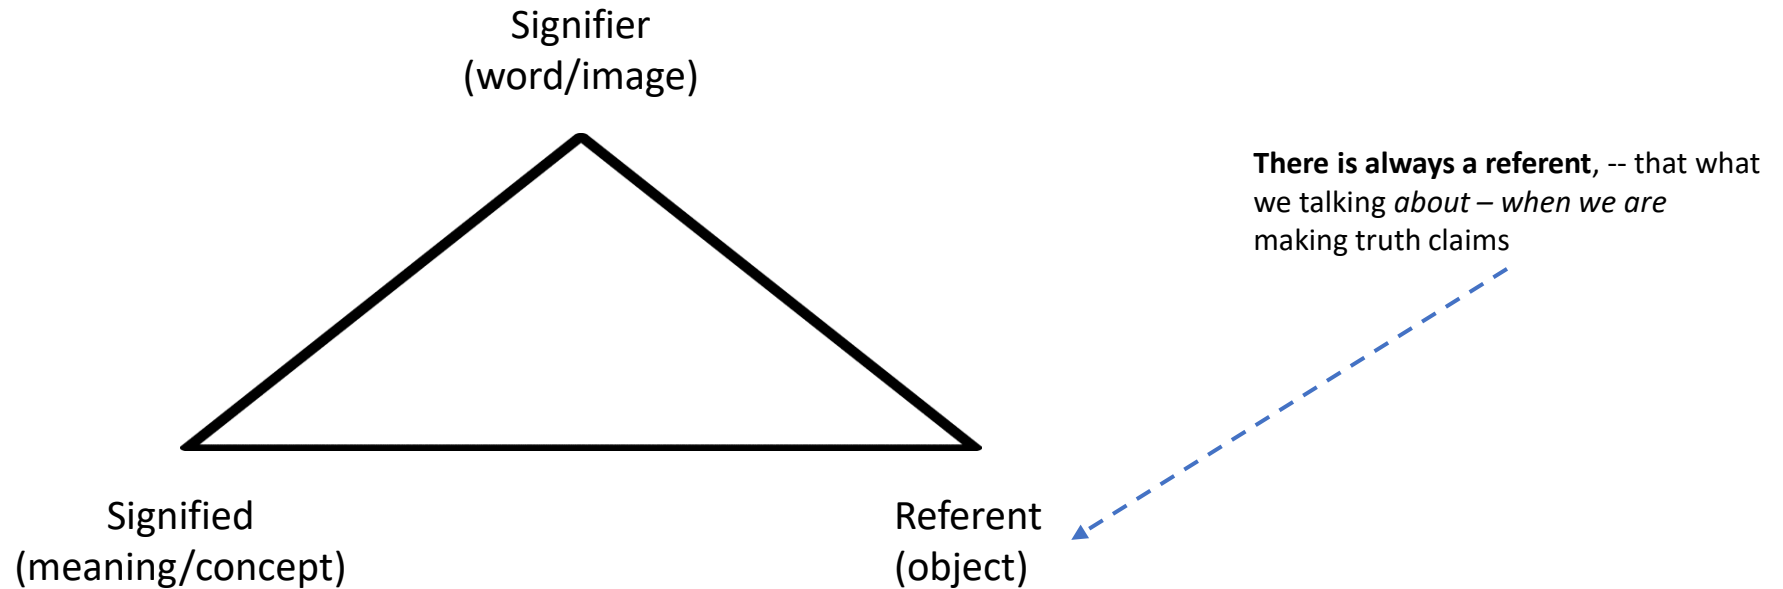 Signifier
(word/image)
There is always a referent, -- that what
we talking about – when we are
making truth claims
Signified
(meaning/concept)
Referent
(object)